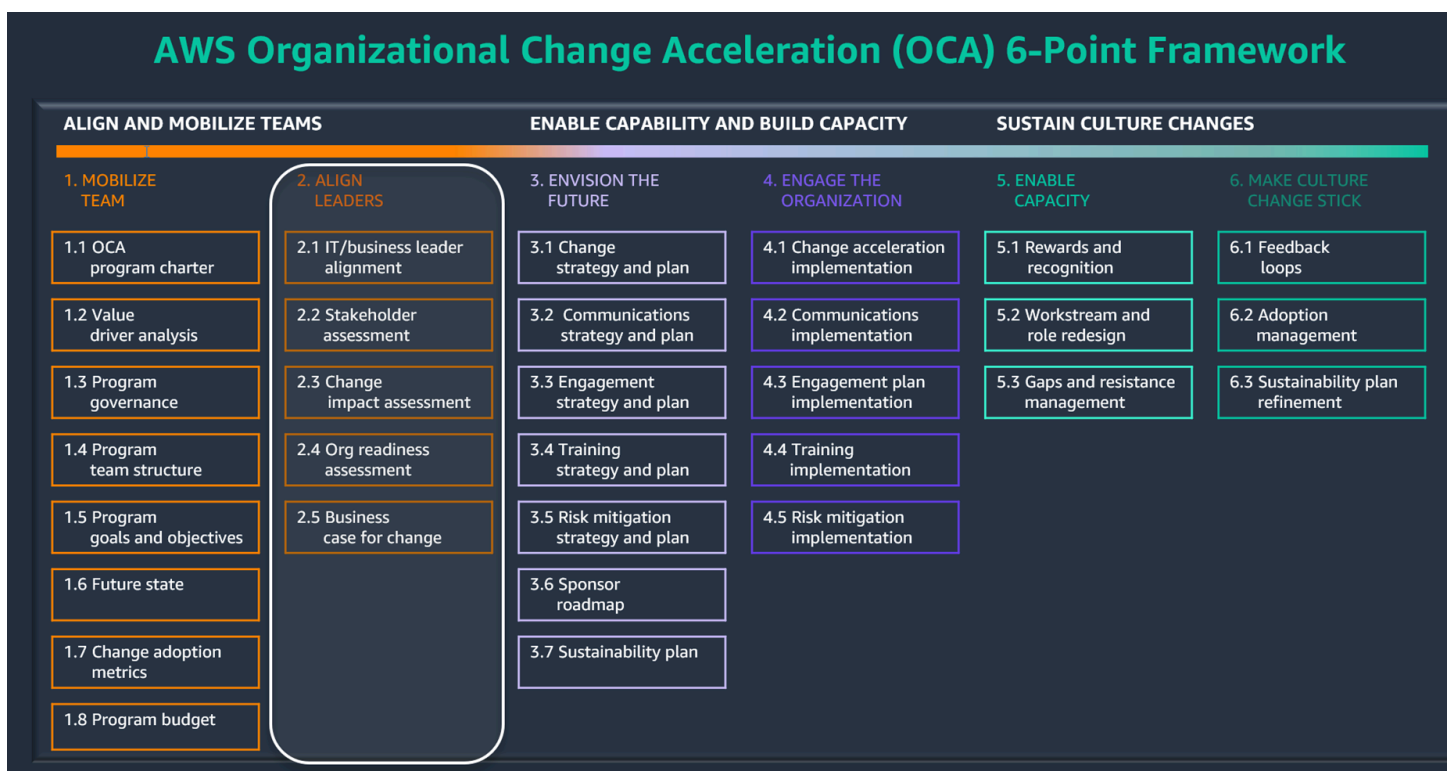 AWS Organizational Change Acceleration (OCA) 6-Point Framework
ALIGN AND MOBILIZE TEAMS
ENABLE CAPABILITY AND BUILD CAPACITY
SUSTAIN CULTURE CHANGES
1. MOBILIZE
TEAM
1.1 OCA
program charter
1.2 Value
driver analysis
1.3 Program
governance
1.4 Program
team structure
1.5 Program
goals and objectives
1.6 Future state
1.7 Change adoption
metrics
1.8 Program budget
2. ALIGN
LEADERS
2.1 IT/business leader
alignment
2.2 Stakeholder
assessment
2.3 Change
impact assessment
2.4 Org readiness
assessment
2.5 Business
case for change
3. ENVISION THE
FUTURE
3.1 Change
strategy and plan
3.2 Communications
strategy and plan
3.3 Engagement
strategy and plan
3.4 Training
strategy and plan
3.5 Risk mitigation
strategy and plan
3.6 Sponsor
roadmap
3.7 Sustainability plan
4. ENGAGE THE
ORGANIZATION
4.1 Change acceleration
implementation
4.2 Communications
implementation
4.3 Engagement plan
implementation
4.4 Training
implementation
4.5 Risk mitigation
implementation
5. ENABLE
CAPACITY
5.1 Rewards and
recognition
5.2 Workstream and
role redesign
5.3 Gaps and resistance
management
6. MAKE CULTURE
CHANGE STICK
6.1 Feedback
loops
6.2 Adoption
management
6.3 Sustainability plan
refinement